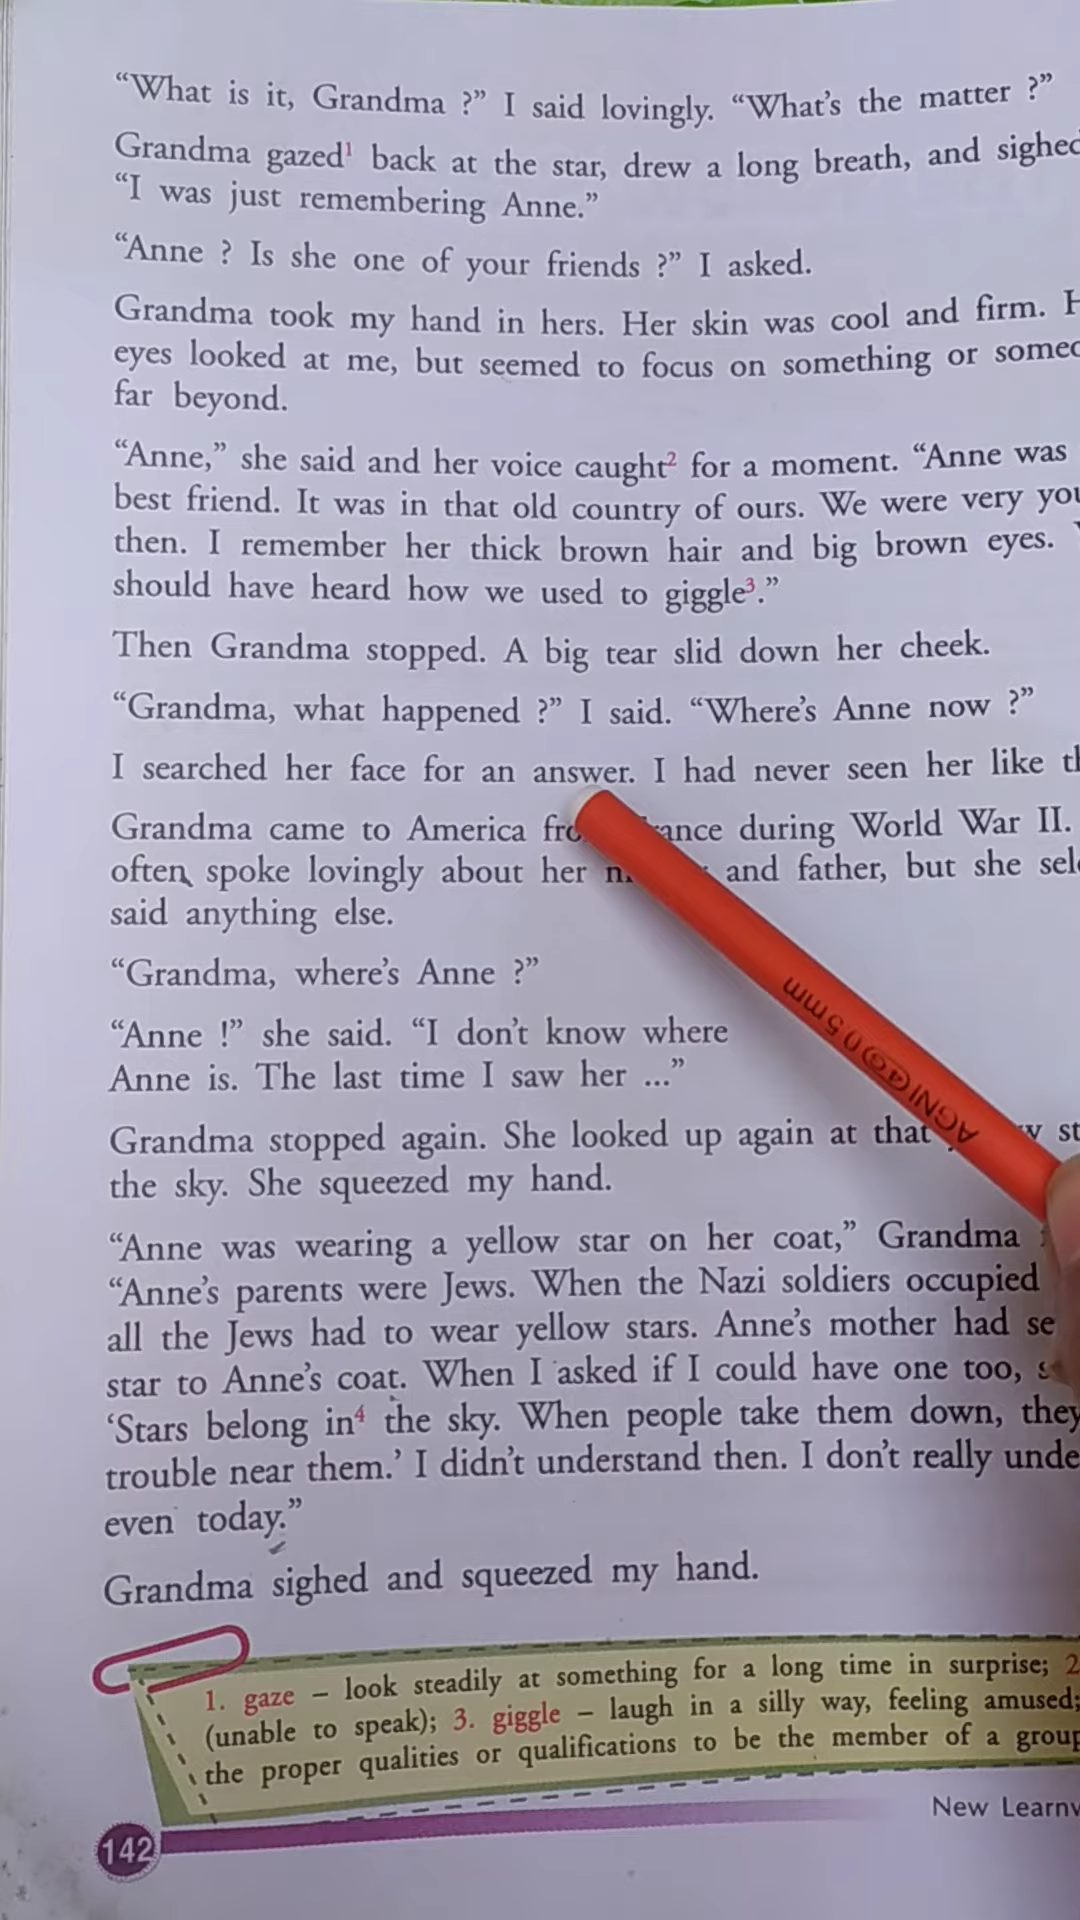 “What is it, Grandma ?” I said lovingly. “What’s the matter ?”
Grandma gazed¹ back at the star, drew a long breath, and sighed
“I was just remembering Anne.”
“Anne ? Is she one of your friends ?” I asked.
Grandma took my hand in hers. Her skin was cool and firm.
eyes looked at me, but seemed to focus on something or
far beyond.
“Anne,” she said and her voice caught² for a moment. “Anne was
best friend. It was in that old country of ours. We were very
then. I remember her thick brown hair and big brown eyes.
should have heard how we used to giggle³.”
Then Grandma stopped. A big tear slid down her cheek.
“Grandma, what happened ?” I said. “Where’s Anne now ?”
I searched her face for an answer. I had never seen her like
Grandma came to America during World War II.
often spoke lovingly about her and father, but she
said anything else.
“Grandma, where’s Anne ?”
“Anne !” she said. “I don’t know where
Anne is. The last time I saw her ...”
Grandma stopped again. She looked up again at that
the sky. She squeezed my hand.
“Anne was wearing a yellow star on her coat,” Grandma
“Anne’s parents were Jews. When the Nazi soldiers occupied
all the Jews had to wear yellow stars. Anne’s mother had
star to Anne’s coat. When I asked if I could have one too,
‘Stars belong in⁴ the sky. When people take them down, they
trouble near them.’ I didn’t understand then. I don’t really
even today.”
Grandma sighed and squeezed my hand.
1. gaze – look steadily at something for a long time in surprise; 2
(unable to speak); 3. giggle – laugh in a silly way, feeling amused;
the proper qualities or qualifications to be the member of a group
New
142
AGNI 0.5mm